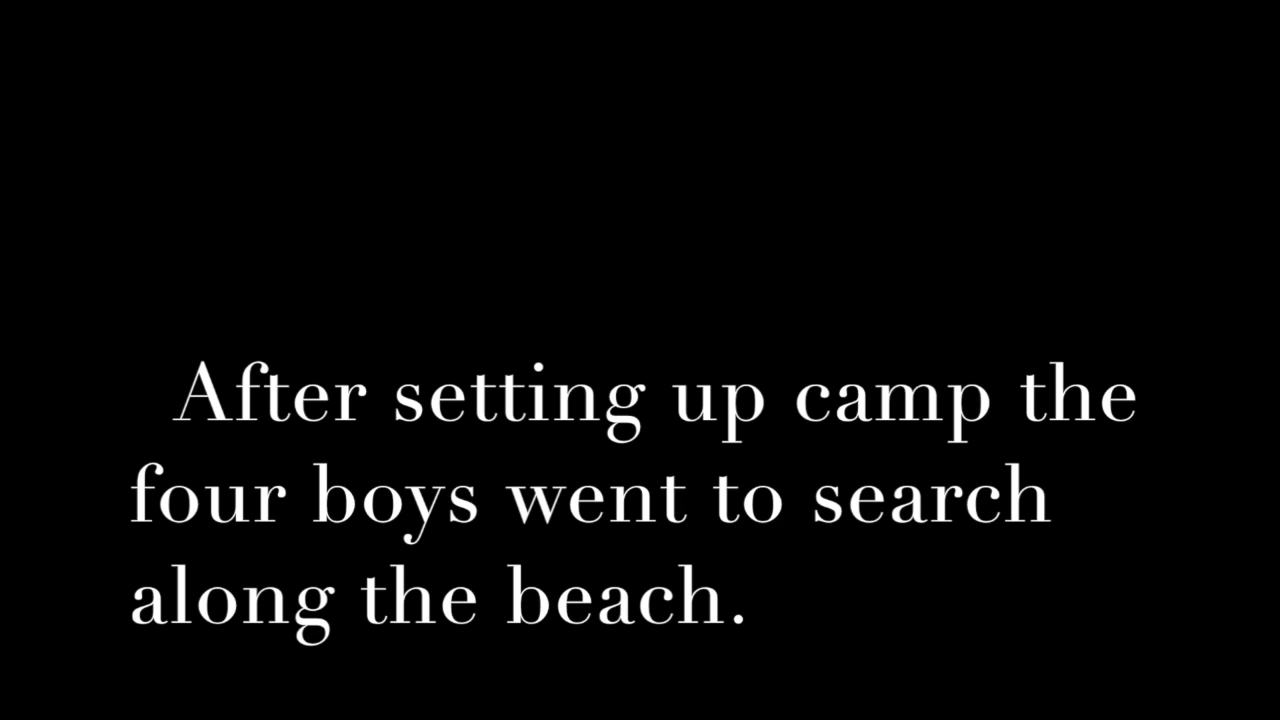 After setting up camp the
four boys went to search
along the beach.